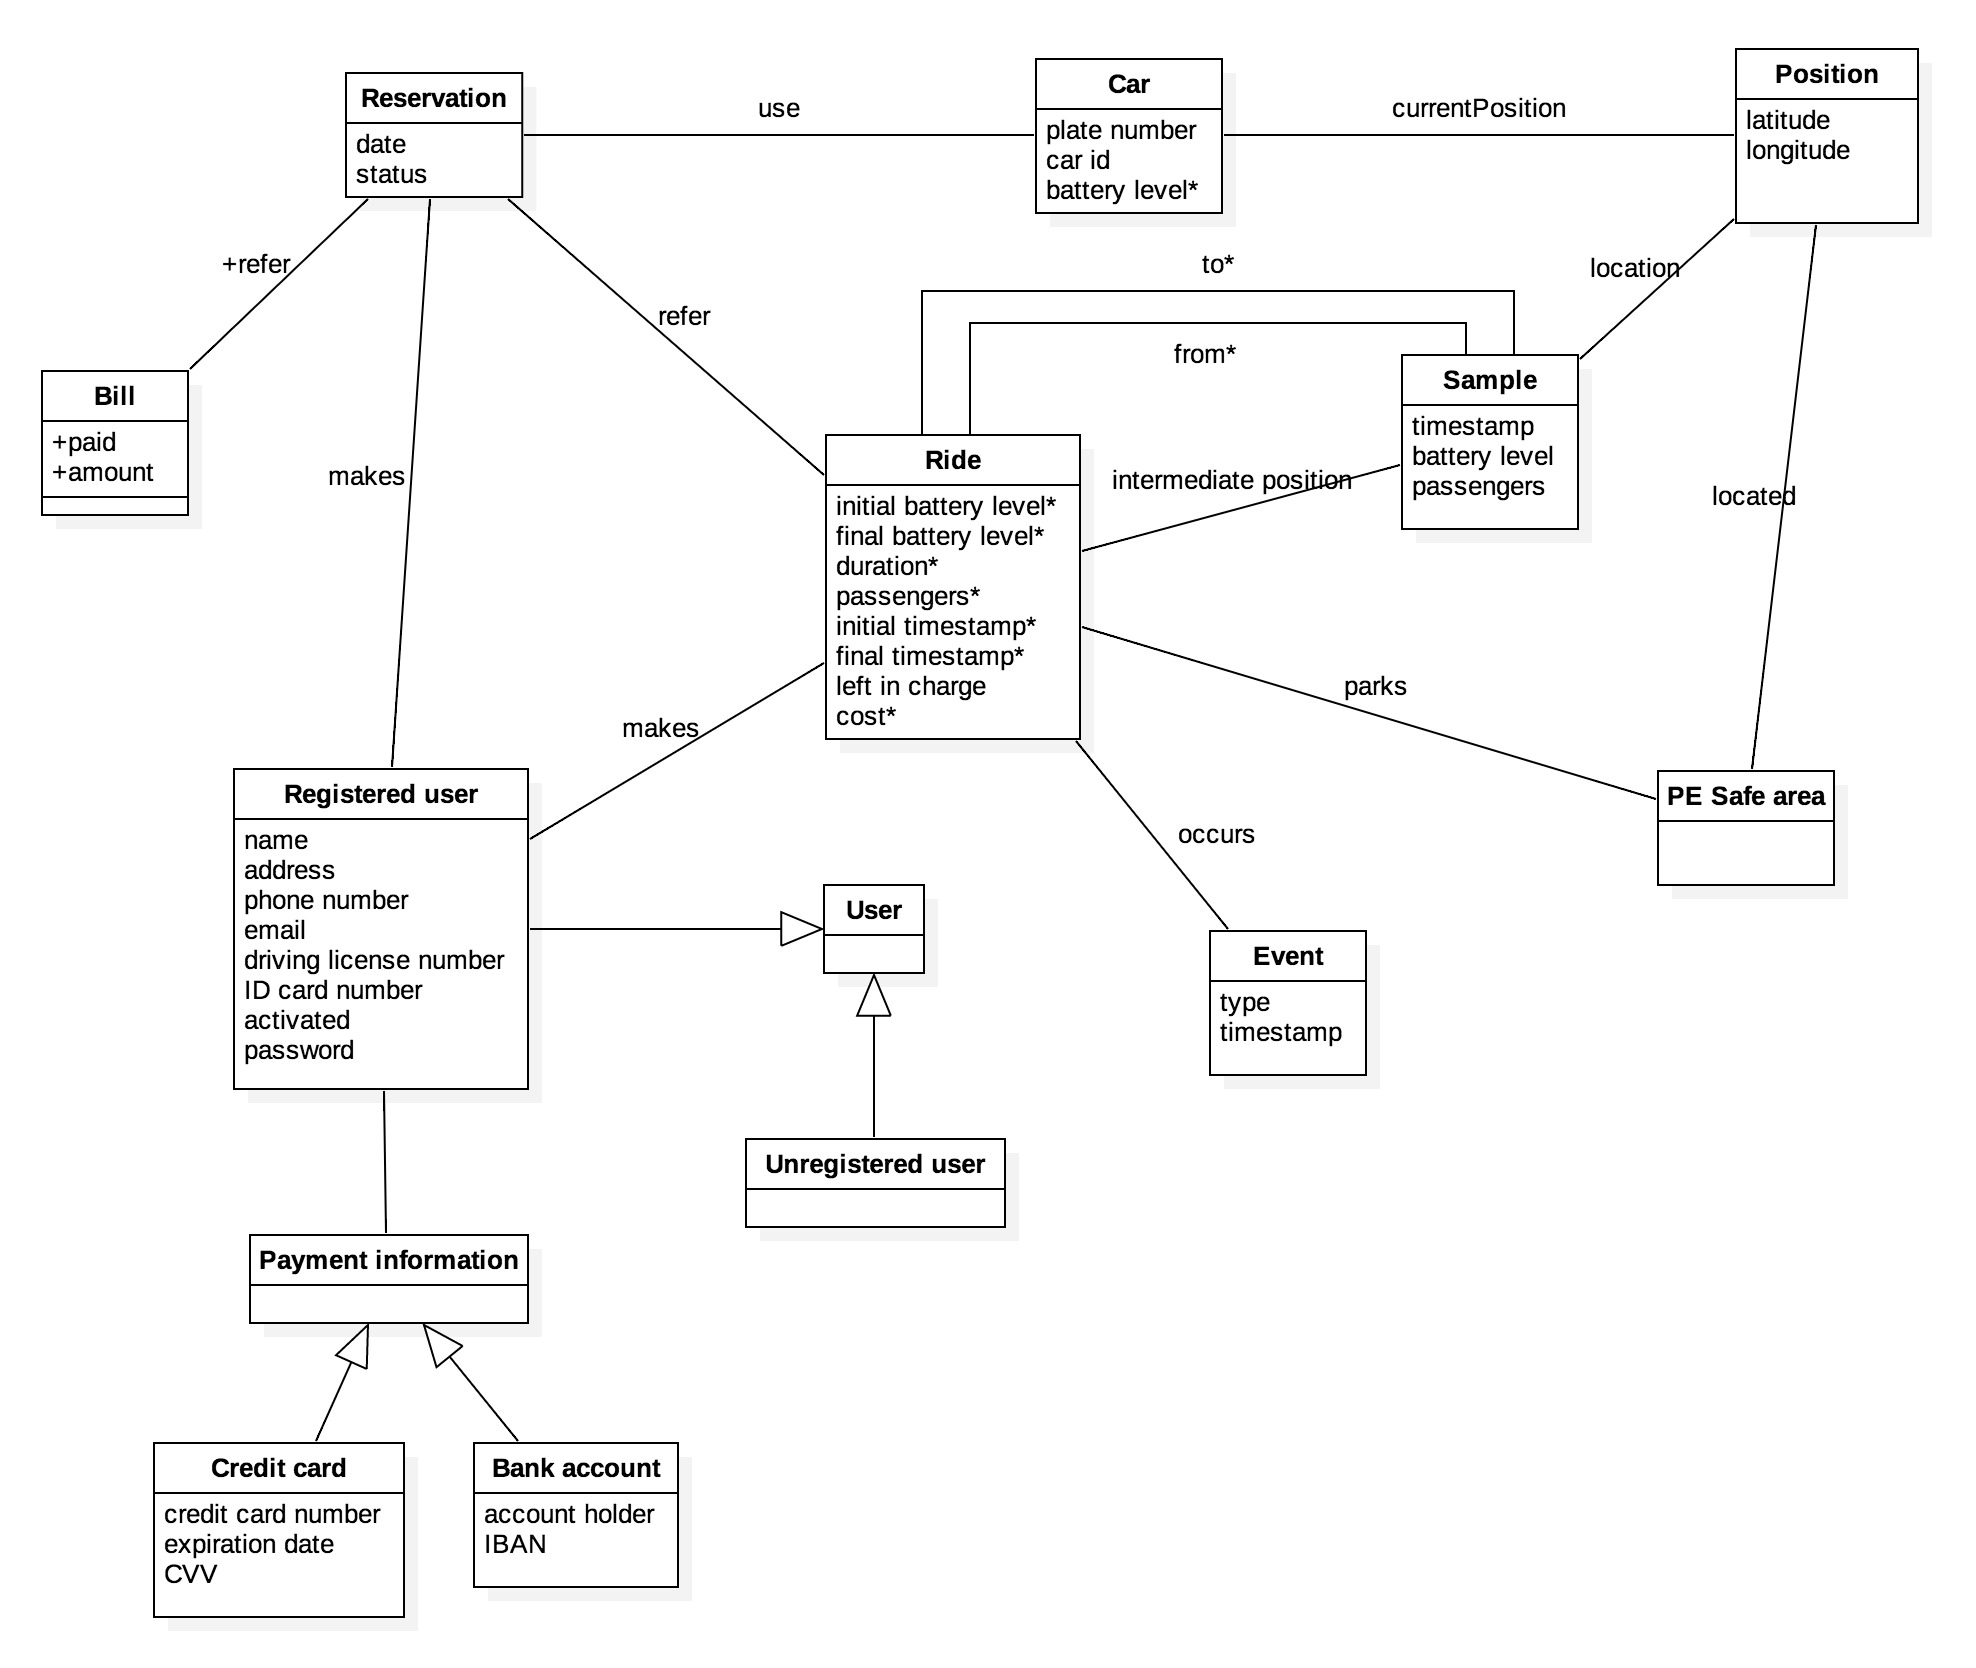 Reservation
date
status
use
Car
plate number
car id
battery level*
currentPosition
Position
latitude
longitude
+refer
refer
to*
from*
location
Bill
+paid
+amount
makes
Ride
initial battery level*
final battery level*
duration*
passengers*
initial timestamp*
final timestamp*
left in charge
cost*
intermediate position
Sample
timestamp
battery level
passengers
located
parks
makes
PE Safe area
Registered user
name
address
phone number
email
driving license number
ID card number
activated
password
User
occurs
Event
type
timestamp
Unregistered user
Payment information
Credit card
credit card number
expiration date
CVV
Bank account
account holder
IBAN